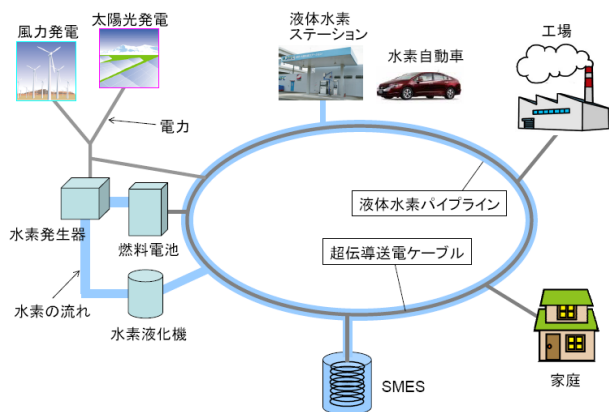 風力発電
太陽光発電
液体水素
ステーション
水素自動車
工場
電力
液体水素パイプライン
水素発生器
燃料電池
超伝導送電ケーブル
水素の流れ
水素液化機
SMES
家庭